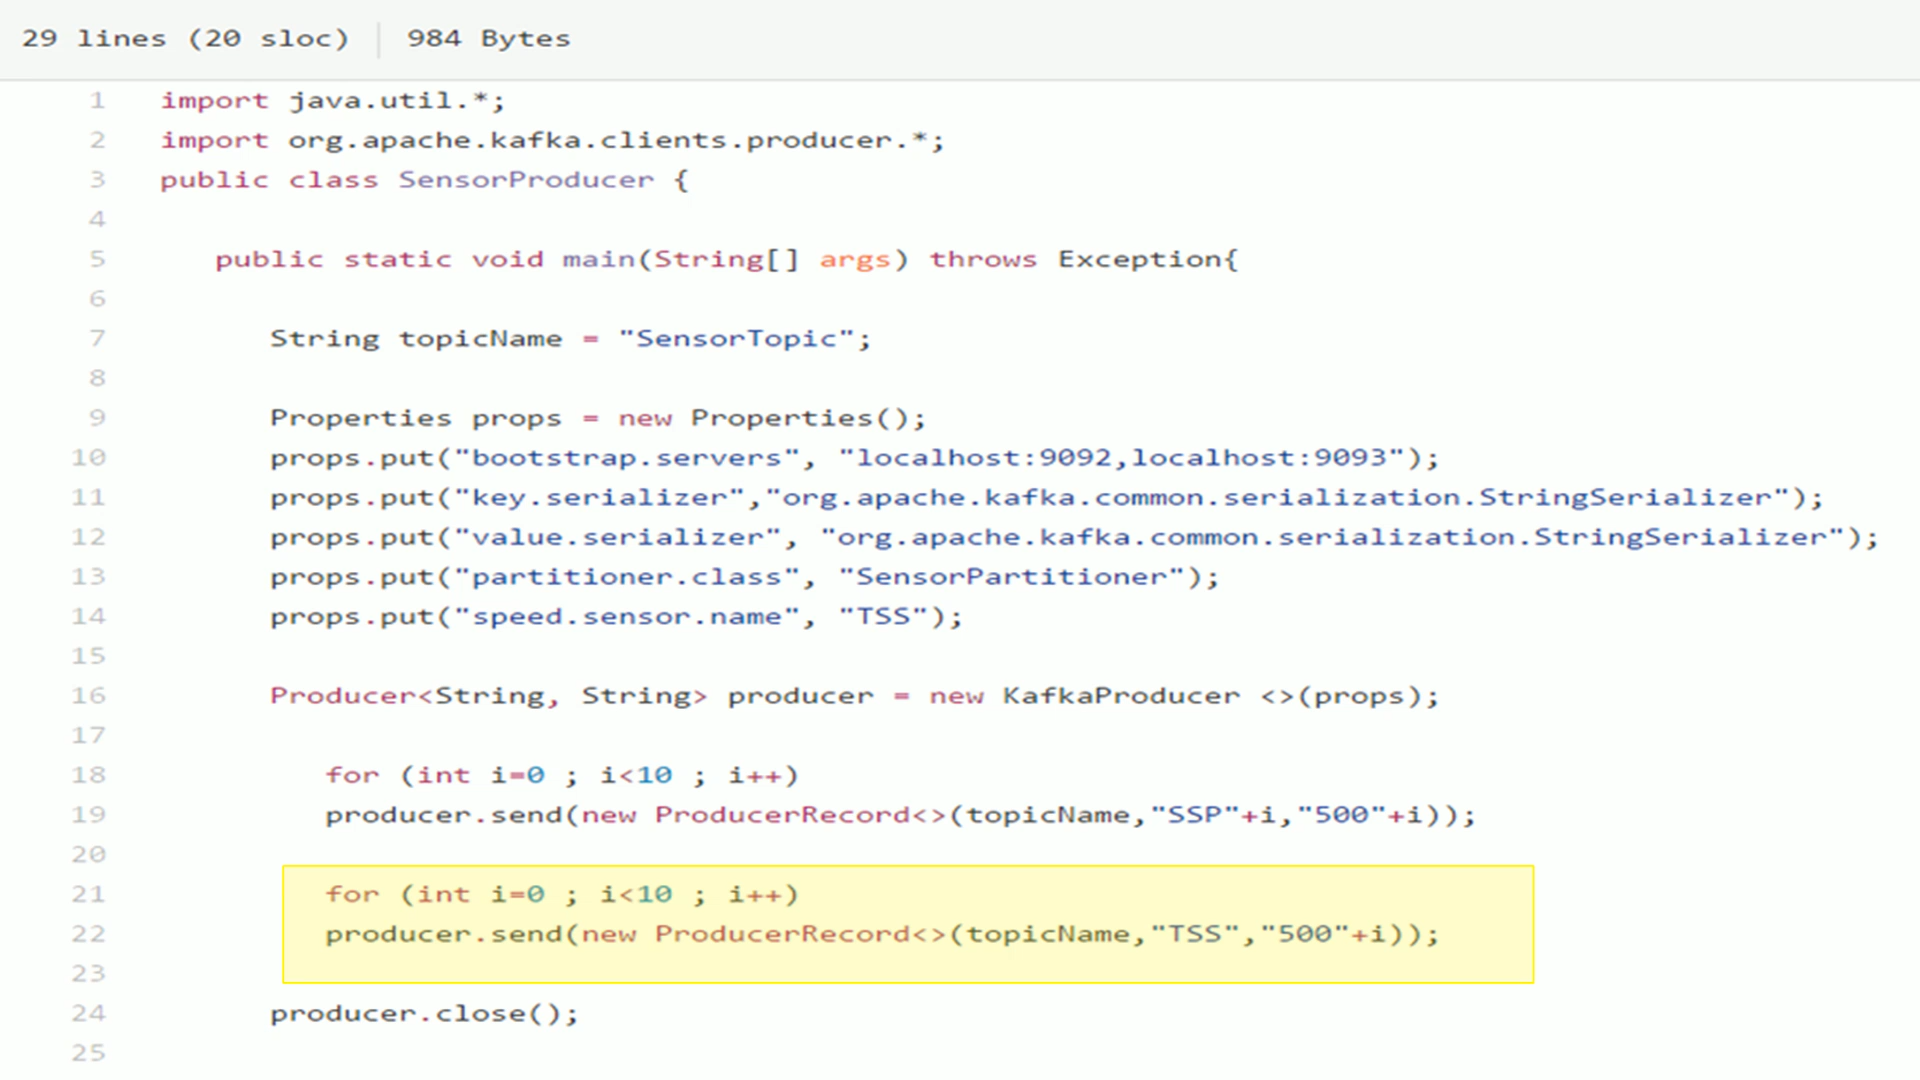 29 lines (20 sloc) 984 Bytes
1 import java.util.*;
2 import org.apache.kafka.clients.producer.*;
3 public class SensorProducer {
4
5 public static void main(String[] args) throws Exception{
6
7 String topicName = "SensorTopic";
8
9 Properties props = new Properties();
10 props.put("bootstrap.servers", "localhost:9092,localhost:9093");
11 props.put("key.serializer","org.apache.kafka.common.serialization.StringSerializer");
12 props.put("value.serializer", "org.apache.kafka.common.serialization.StringSerializer");
13 props.put("partitioner.class", "SensorPartitioner");
14 props.put("speed.sensor.name", "TSS");
15
16 Producer<String, String> producer = new KafkaProducer <>(props);
17
18 for (int i=0 ; i<10 ; i++)
19 producer.send(new ProducerRecord<>(topicName,"SSP"+i,"500"+i));
20
21 for (int i=0 ; i<10 ; i++)
22 producer.send(new ProducerRecord<>(topicName,"TSS","500"+i));
23
24 producer.close();
25